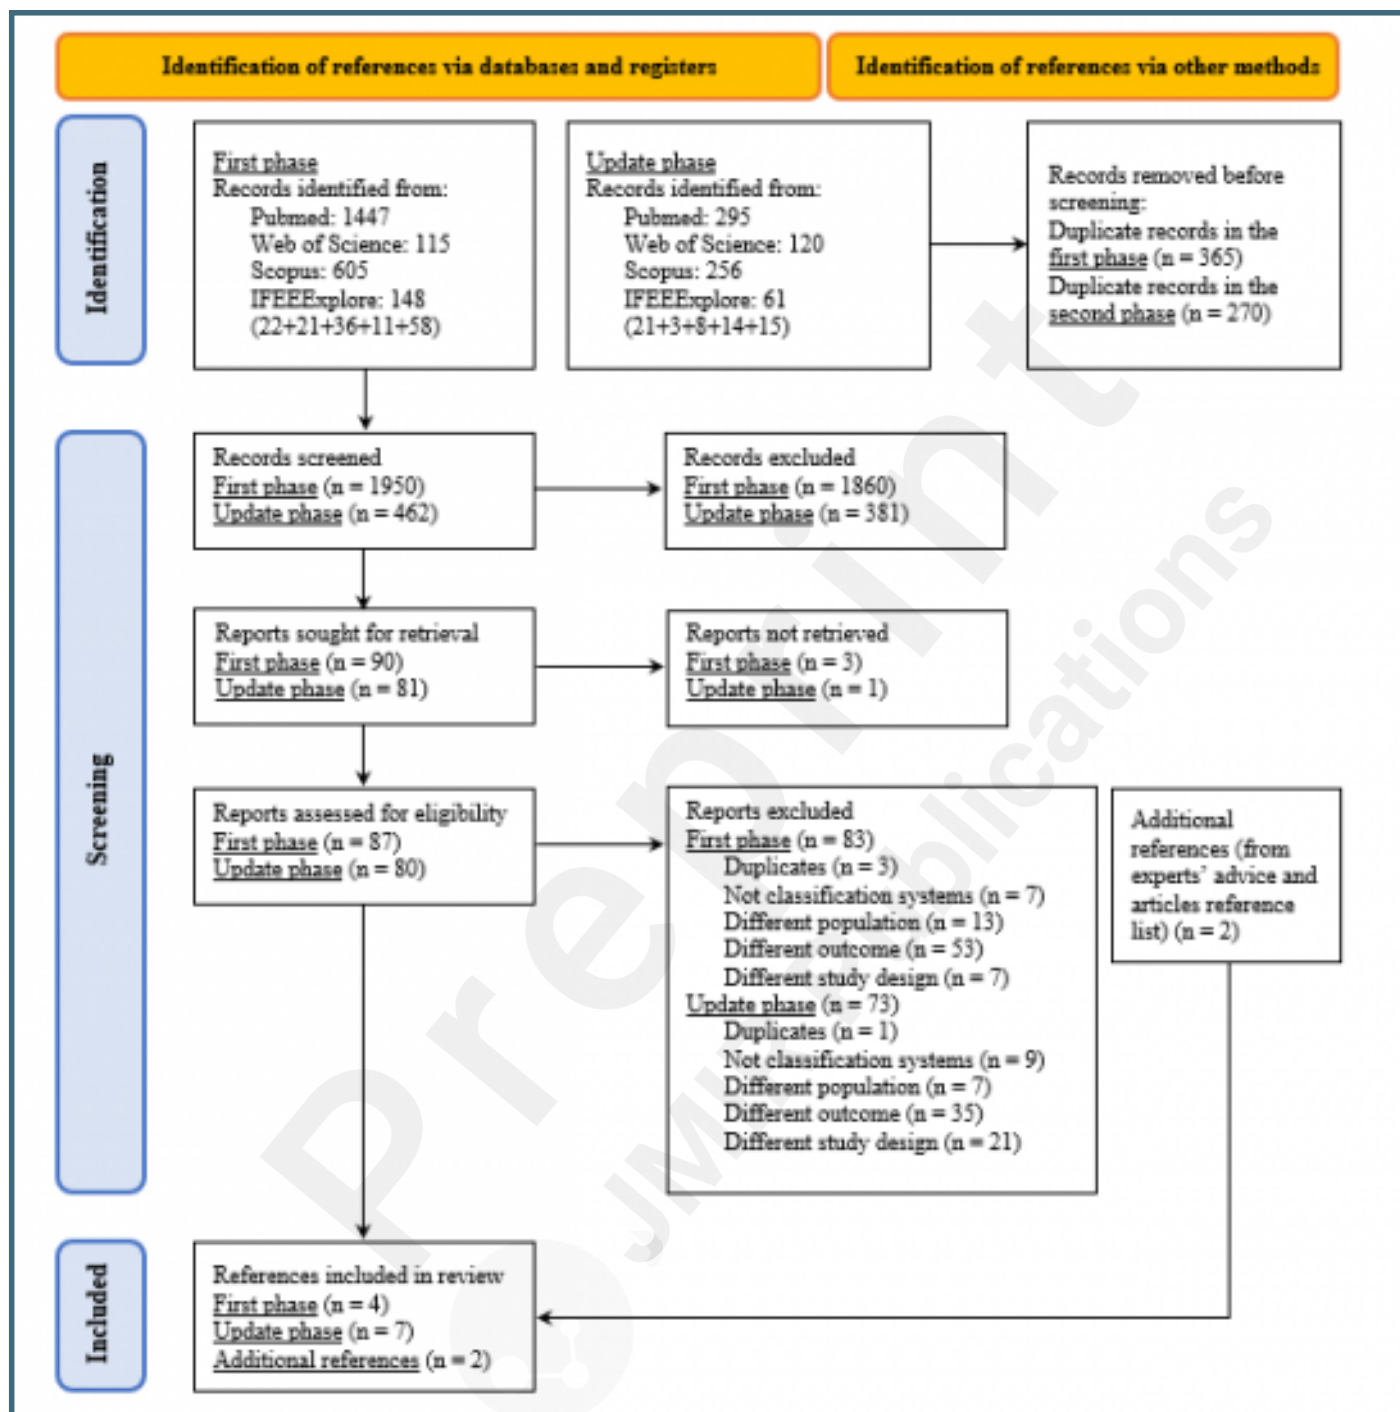 Identification of references via databases and registers
Identification of references via other methods
Identification
First phase
Records identified from:
Pubmed: 1447
Web of Science: 115
Scopus: 605
IFEEExplore: 148
(22+21+36+11+58)
Update phase
Records identified from:
Pubmed: 295
Web of Science: 120
Scopus: 256
IFEEExplore: 61
(21+3+8+14+15)
Records removed before
screening:
Duplicate records in the
first phase (n = 365)
Duplicate records in the
second phase (n = 270)
Screening
Records screened
First phase (n = 1950)
Update phase (n = 462)
Records excluded
First phase (n = 1860)
Update phase (n = 381)
Reports sought for retrieval
First phase (n = 90)
Update phase (n = 81)
Reports not retrieved
First phase (n = 3)
Update phase (n = 1)
Reports assessed for eligibility
First phase (n = 87)
Update phase (n = 80)
Reports excluded
First phase (n = 83)
Duplicates (n = 3)
Not classification systems (n = 7)
Different population (n = 13)
Different outcome (n = 53)
Different study design (n = 7)
Update phase (n = 73)
Duplicates (n = 1)
Not classification systems (n = 9)
Different population (n = 7)
Different outcome (n = 35)
Different study design (n = 21)
Additional
references (from
experts' advice and
articles reference
list) (n = 2)
Included
References included in review
First phase (n = 4)
Update phase (n = 7)
Additional references (n = 2)
Preprint
JMIR Publications